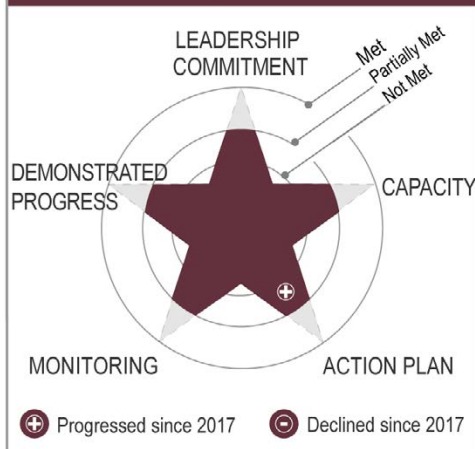 LEADERSHIP
COMMITMENT
Met
Partially Met
Not Met
DEMONSTRATED
PROGRESS
CAPACITY
MONITORING
ACTION PLAN
Progressed since 2017
Declined since 2017